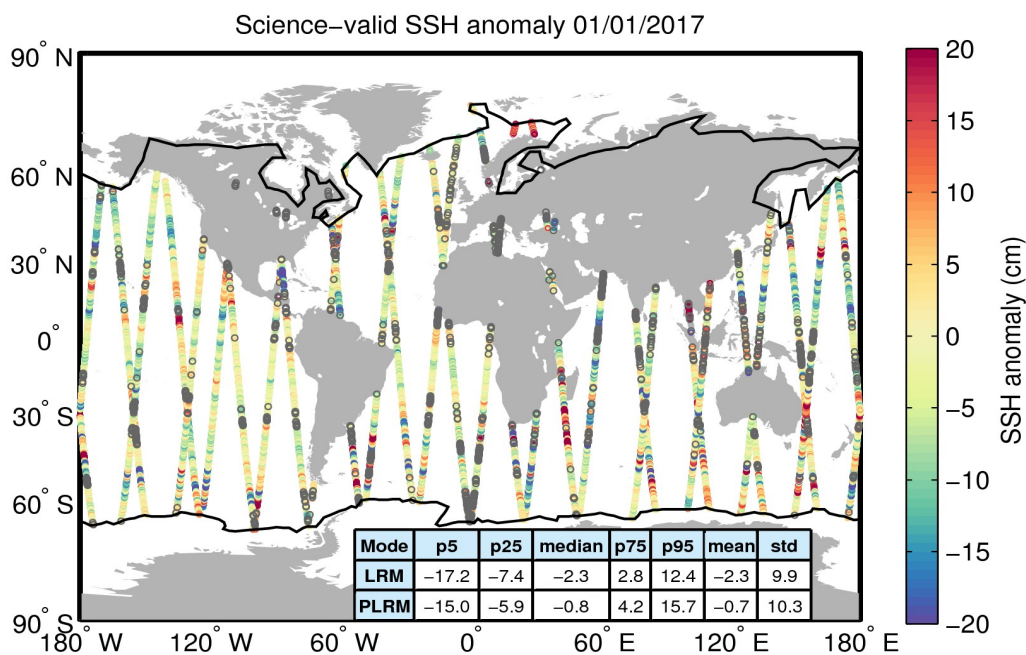 Science−valid SSH anomaly 01/01/2017
90° N
60° N
30° N
0°
30° S
60° S
90° S
180° W
120° W
60° W
0°
60° E
120° E
180° E
Mode p5 p25 median p75 p95 mean std
LRM −17.2 −7.4 −2.3 2.8 12.4 −2.3 9.9
PLRM −15.0 −5.9 −0.8 4.2 15.7 −0.7 10.3
20
15
10
5
0
−5
−10
−15
−20
SSH anomaly (cm)